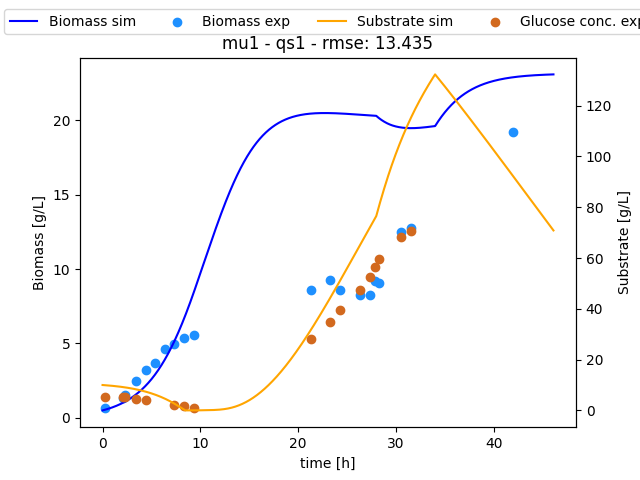 Biomass sim Biomass exp Substrate sim Glucose conc. exp
mu1 - qs1 - rmse: 13.435
Biomass [g/L]
20
15
10
5
0
120
100
80
60
40
20
0
Substrate [g/L]
0 10 20 30 40
time [h]